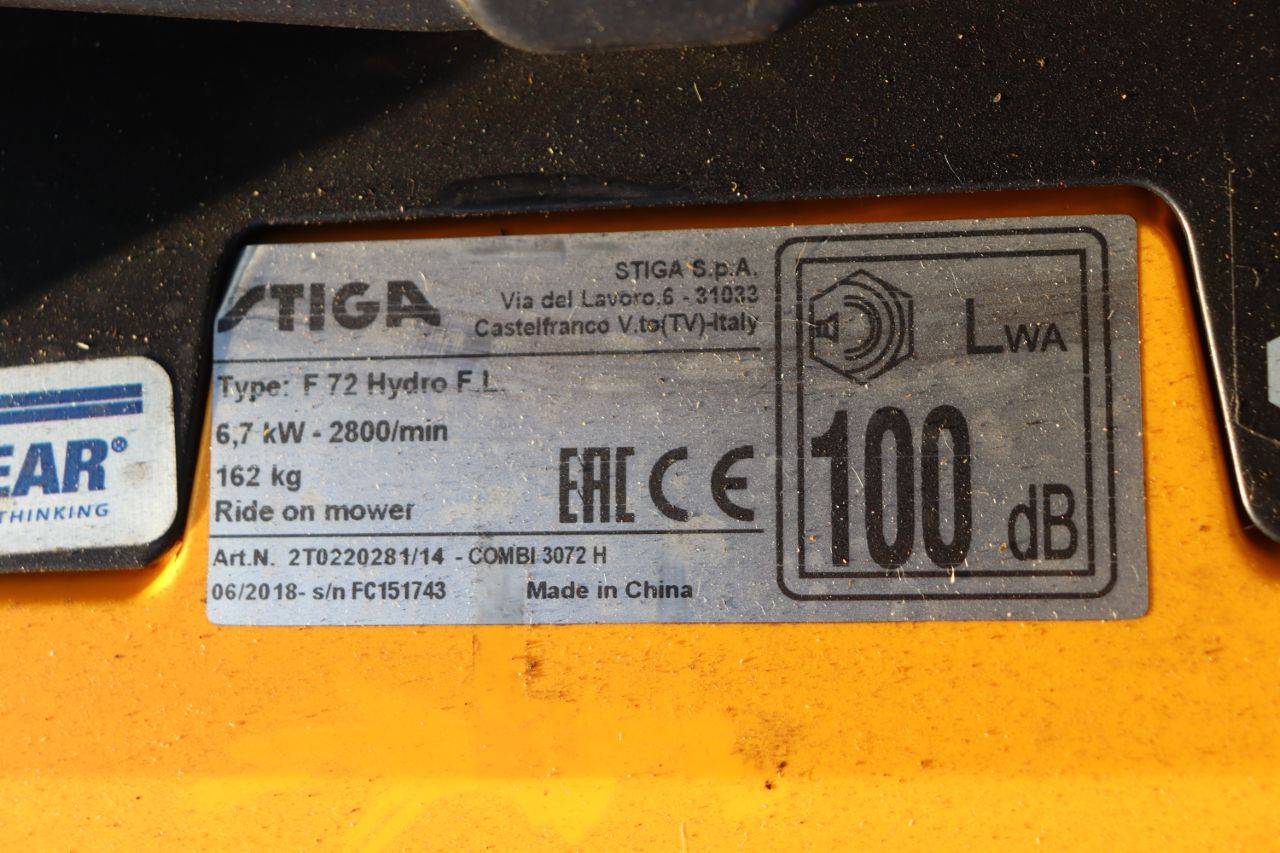 STIGA
STIGA S.p.A.
Via del Lavoro,6 - 31033
Castelfranco V.to(TV)-Italy
Type: F 72 Hydro F.L.
6,7 kW - 2800/min
162 kg
Ride on mower
EAC CE
Art.N. 2T0220281/14 - COMBI 3072 H
06/2018- s/n FC151743 Made in China
LWA
100 dB
EAR®
THINKING